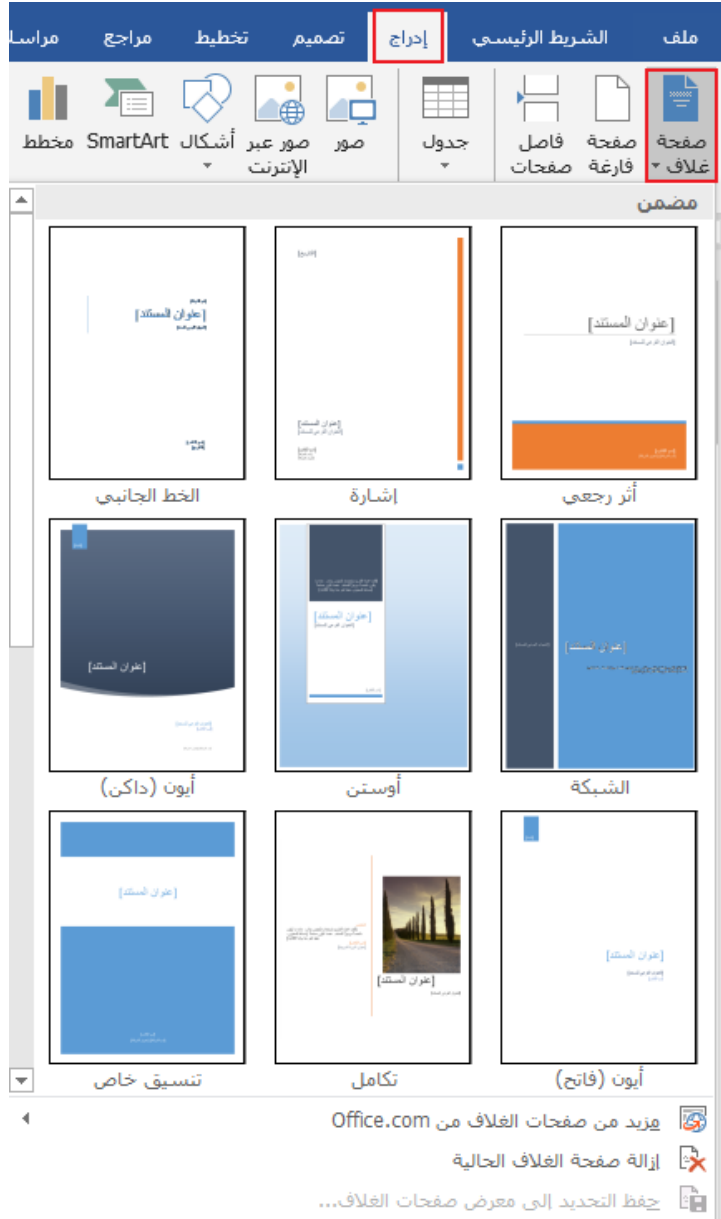 ملف
الشريط الرئيسي
إدراج
تصميم
تخطيط
مراجع
صفحة غلاف
صفحة فارغة
فاصل صفحات
جدول
صور
صور عبر الإنترنت
أشكال
SmartArt
مخطط
مضمن
[عنوان المستند]
[عنوان المستند]
[عنوان المستند]
أثر رجعي
إشارة
الخط الجانبي
[عنوان المستند]
[عنوان المستند]
[عنوان المستند]
الشبكة
أوستن
أيون (داكن)
[عنوان المستند]
[عنوان المستند]
[عنوان المستند]
أيون (فاتح)
تكامل
تنسيق خاص
مزيد من صفحات الغلاف من Office.com
إزالة صفحة الغلاف الحالية
حفظ التحديد إلى معرض صفحات الغلاف...